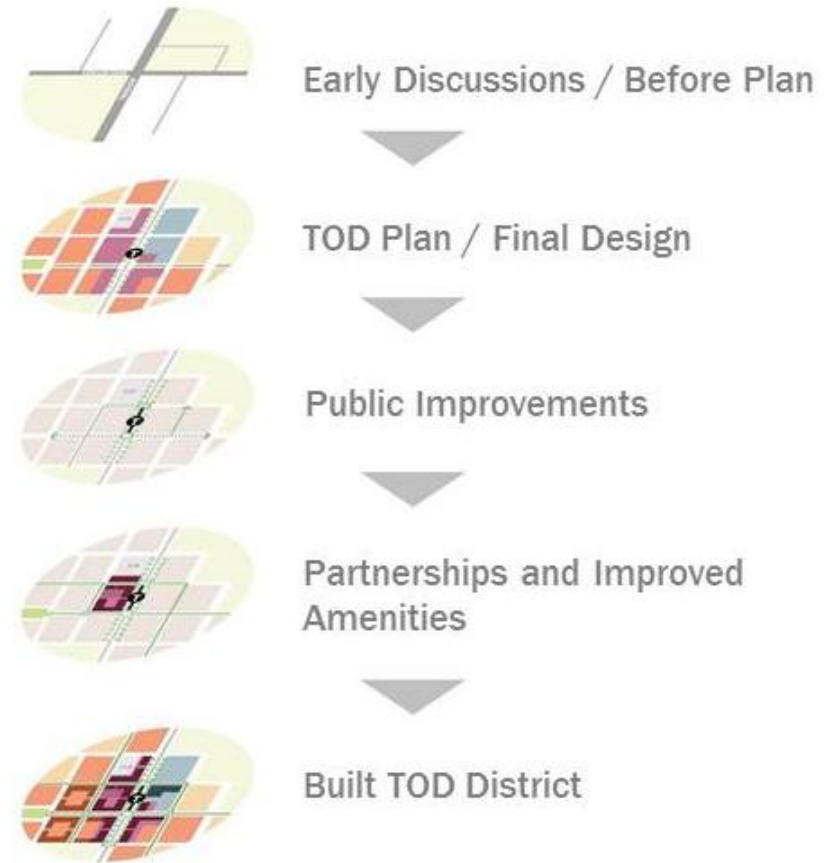 Early Discussions / Before Plan
TOD Plan / Final Design
Public Improvements
Partnerships and Improved
Amenities
Built TOD District